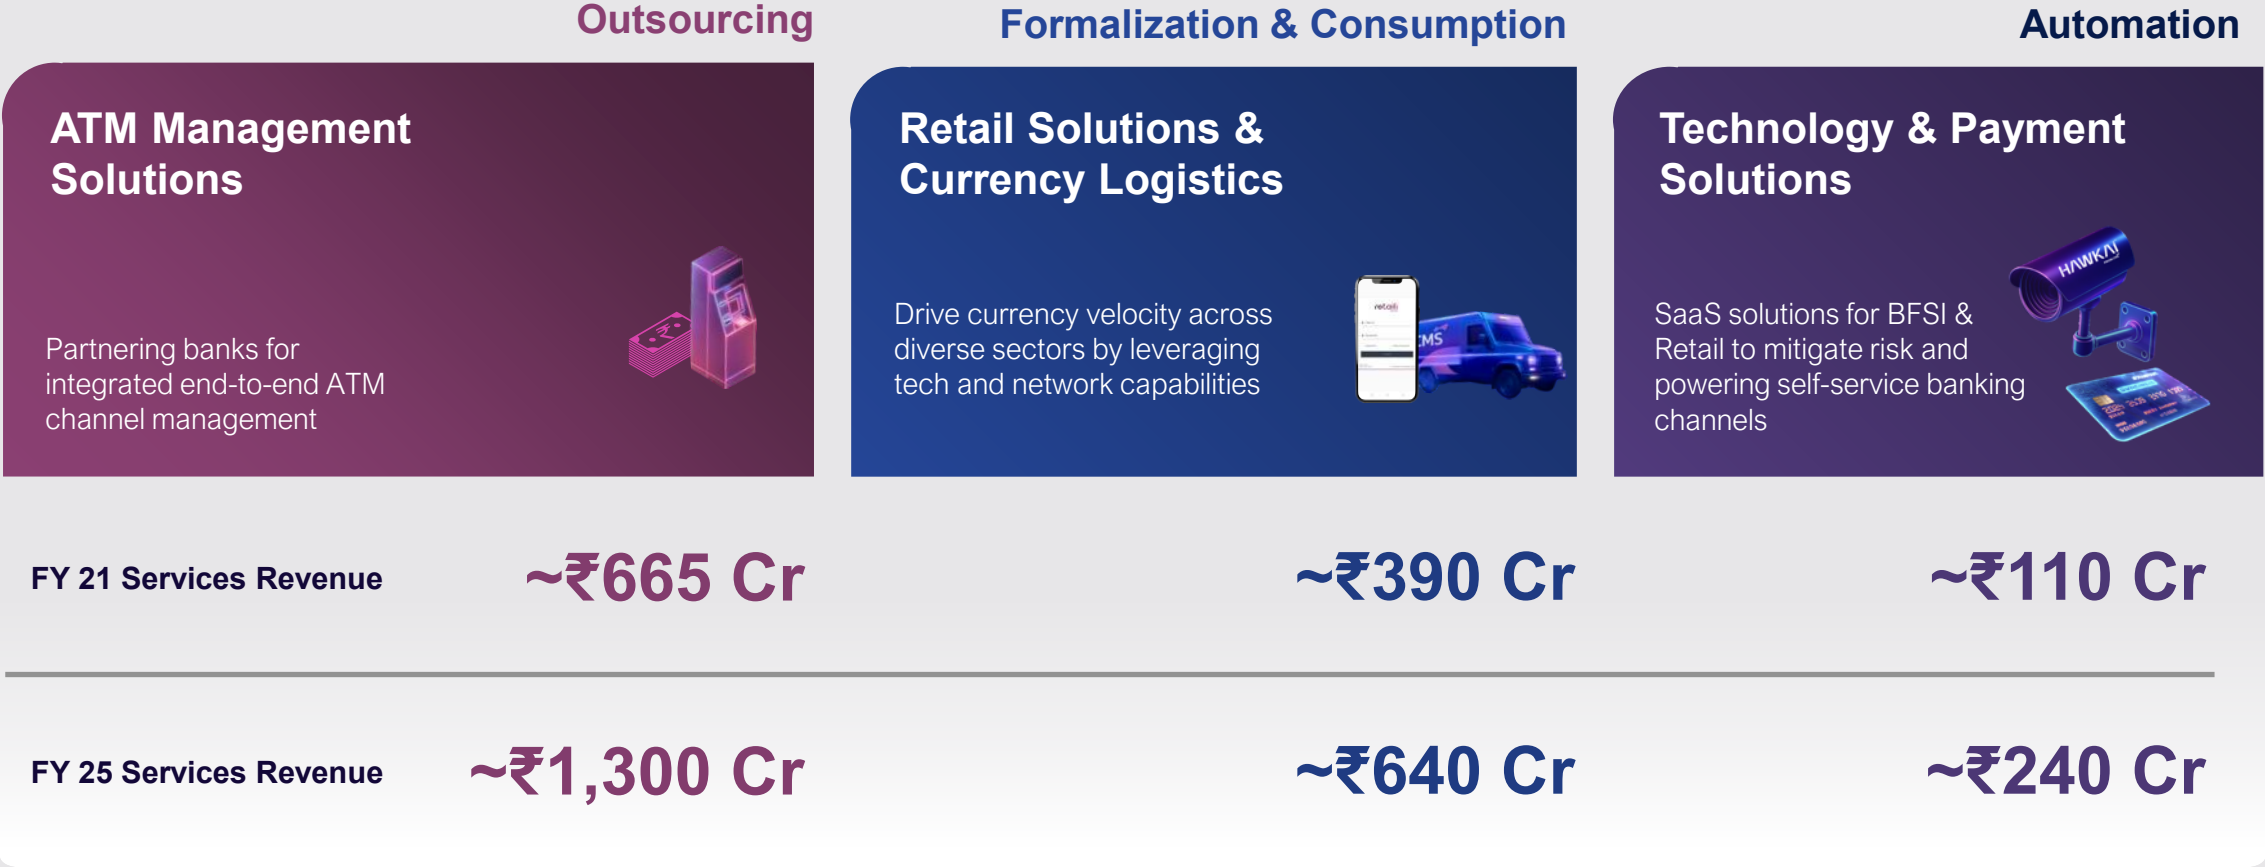 Outsourcing
Formalization & Consumption
Automation
ATM Management
Solutions
Partnering banks for
integrated end-to-end ATM
channel management
Retail Solutions &
Currency Logistics
Drive currency velocity across
diverse sectors by leveraging
tech and network capabilities
CMS
Technology & Payment
Solutions
SaaS solutions for BFSI &
Retail to mitigate risk and
powering self-service banking
channels
HAWKAI
FY 21 Services Revenue
~₹665 Cr
~₹390 Cr
~₹110 Cr
FY 25 Services Revenue
~₹1,300 Cr
~₹640 Cr
~₹240 Cr